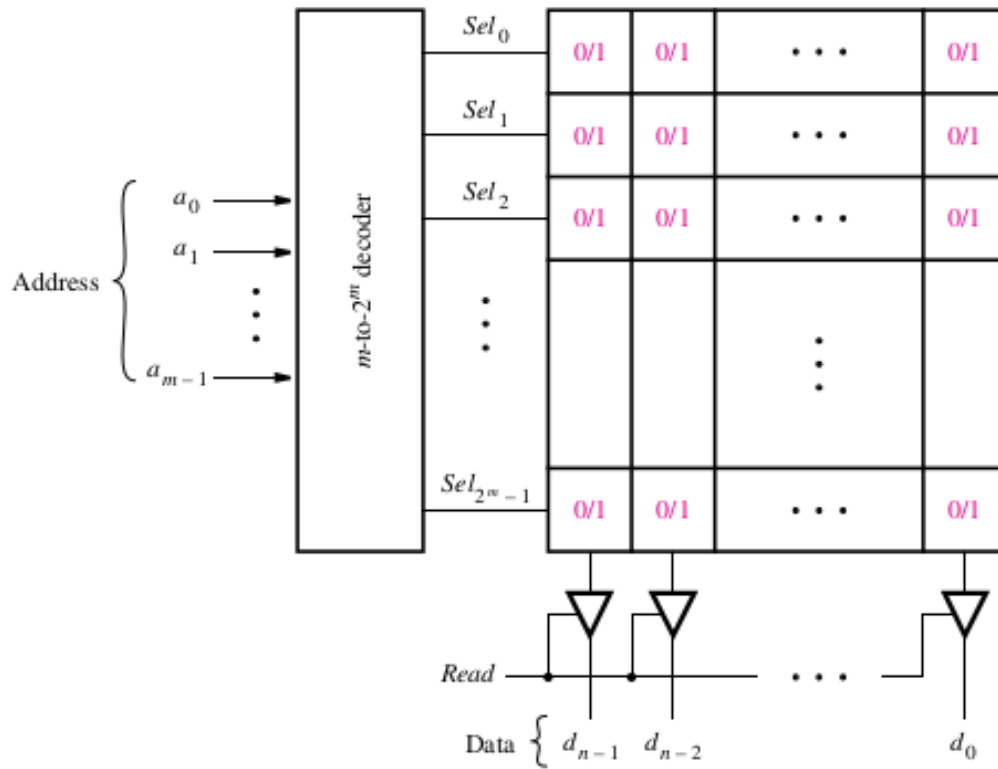 Sel₀ 0/1 0/1 • • • 0/1
Sel₁ 0/1 0/1 • • • 0/1
a₀ Sel₂ 0/1 0/1 • • • 0/1
a₁
Address
m-to-2ᵐ decoder
aₘ₋₁
Sel₂ᵐ₋₁ 0/1 0/1 • • • 0/1
Read • • •
Data { dₙ₋₁ dₙ₋₂ d₀